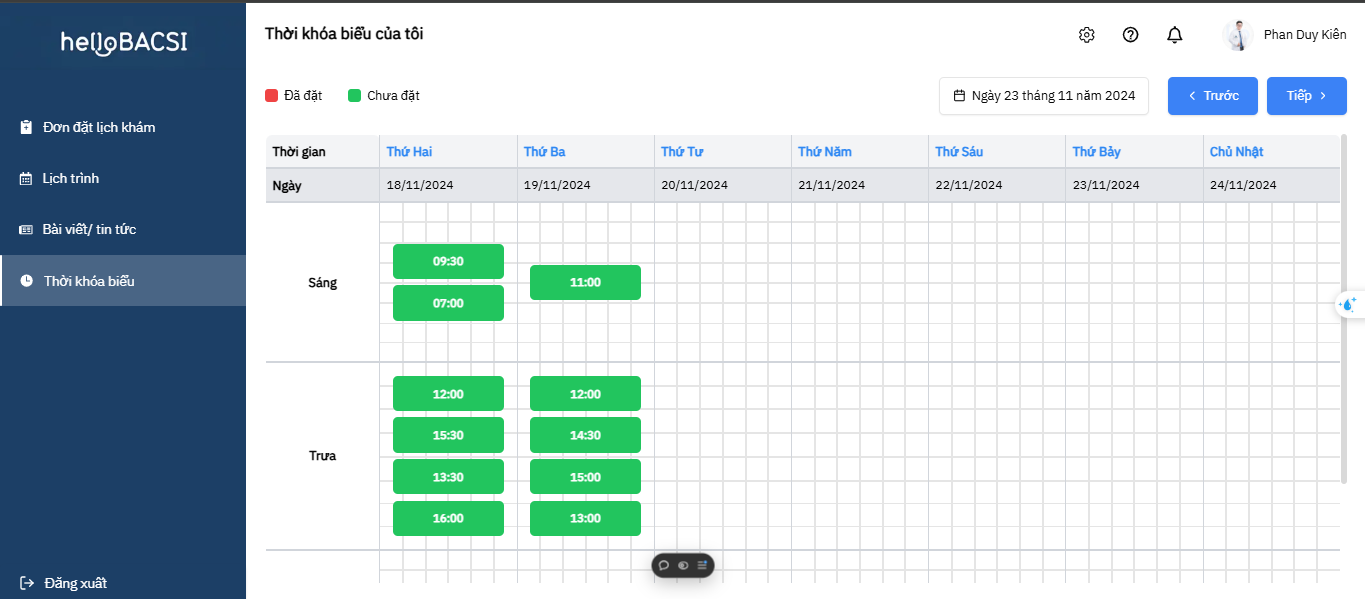 helloBACSI
Thời khóa biểu của tôi
Phan Duy Kiên
Đơn đặt lịch khám
Lịch trình
Bài viết/ tin tức
Thời khóa biểu
Đăng xuất
Đã đặt
Chưa đặt
Ngày 23 tháng 11 năm 2024
Trước
Tiếp
Thời gian Thứ Hai Thứ Ba Thứ Tư Thứ Năm Thứ Sáu Thứ Bảy Chủ Nhật
Ngày 18/11/2024 19/11/2024 20/11/2024 21/11/2024 22/11/2024 23/11/2024 24/11/2024
Sáng
09:30
07:00
11:00
Trưa
12:00 12:00
15:30 14:30
13:30 15:00
16:00 13:00